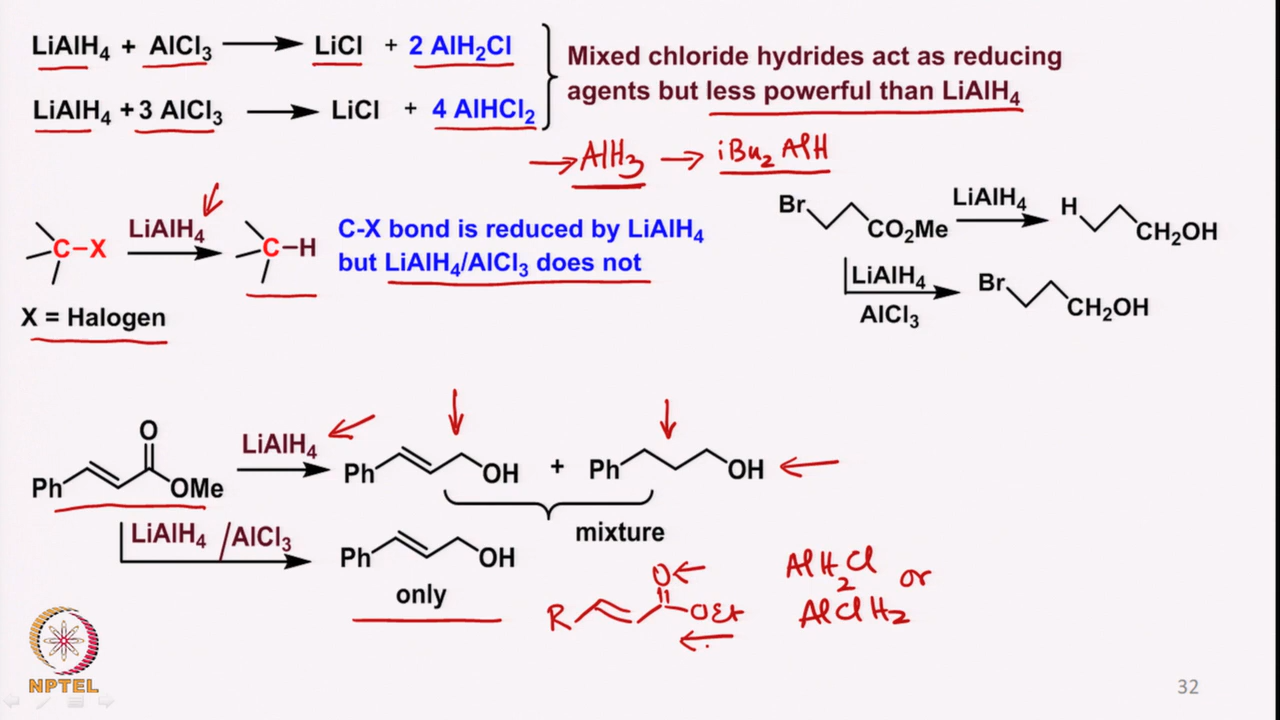 LiAlH₄ + AlCl₃ → LiCl + 2 AlH₂Cl
LiAlH₄ + 3 AlCl₃ → LiCl + 4 AlHCl₂
Mixed chloride hydrides act as reducing
agents but less powerful than LiAlH₄
→ AlH₃ → iBu₂AlH
C–X
LiAlH₄
C–H
X = Halogen
C-X bond is reduced by LiAlH₄
but LiAlH₄/AlCl₃ does not
Br
CO₂Me
LiAlH₄
H
CH₂OH
LiAlH₄
AlCl₃
Br
CH₂OH
Ph
O
OMe
LiAlH₄
Ph
OH
+
Ph
OH
mixture
LiAlH₄ /AlCl₃
Ph
OH
only
R
O
OEt
AlH₂Cl or
AlClH₂
NPTEL
32